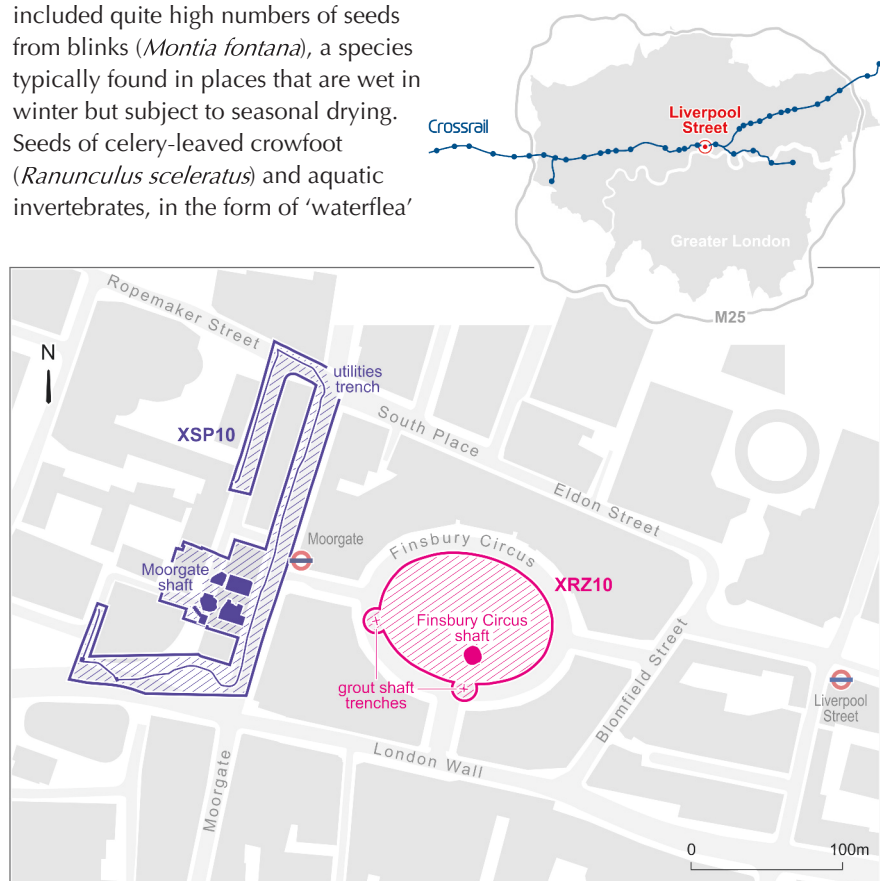 included quite high numbers of seeds
from blinks (Montia fontana), a species
typically found in places that are wet in
winter but subject to seasonal drying.
Seeds of celery-leaved crowfoot
(Ranunculus sceleratus) and aquatic
invertebrates, in the form of ‘waterflea’
Crossrail
Liverpool
Street
Greater London
M25
Ropemaker Street
N
utilities
trench
XSP10
South Place
Eldon Street
Moorgate
Finsbury Circus
Moorgate
shaft
XRZ10
Finsbury Circus
shaft
grout shaft
trenches
Blomfield Street
Liverpool
Street
London Wall
Moorgate
0
100m